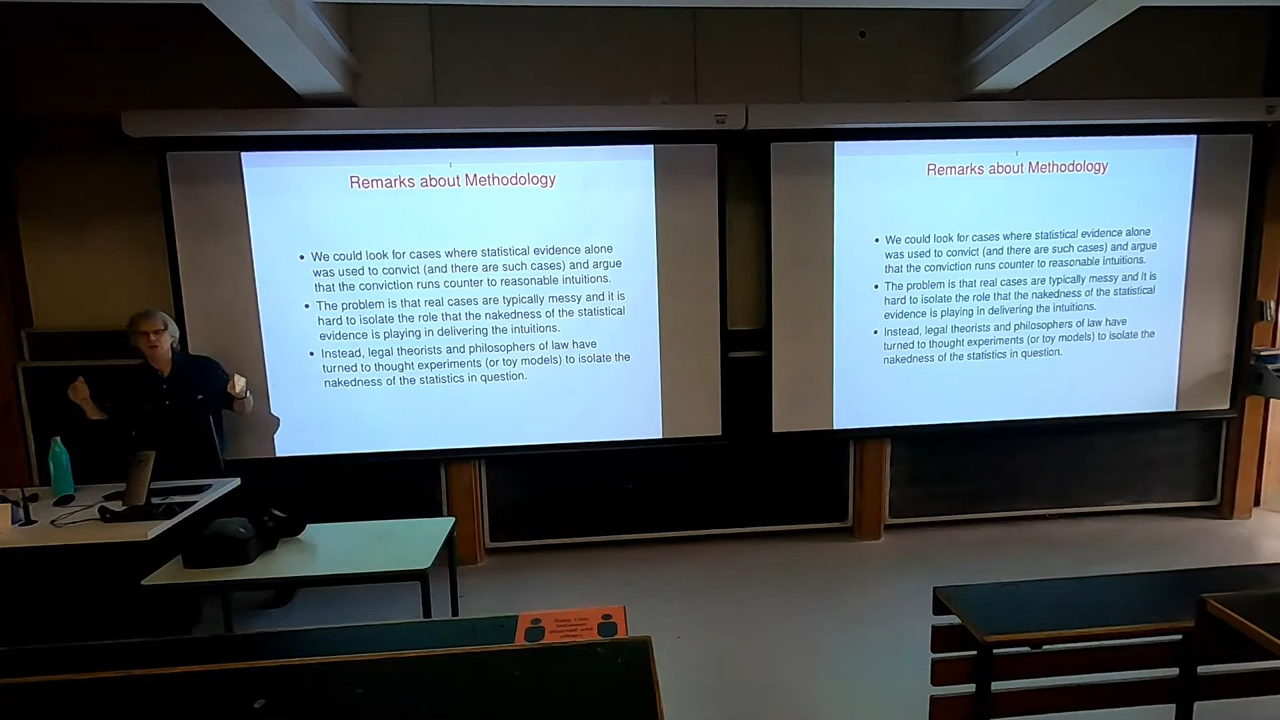 Remarks about Methodology
• We could look for cases where statistical evidence alone
was used to convict (and there are such cases) and argue
that the conviction runs counter to reasonable intuitions.
• The problem is that real cases are typically messy and it is
hard to isolate the role that the nakedness of the statistical
evidence is playing in delivering the intuitions.
• Instead, legal theorists and philosophers of law have
turned to thought experiments (or toy models) to isolate the
nakedness of the statistics in question.
Remarks about Methodology
• We could look for cases where statistical evidence alone
was used to convict (and there are such cases) and argue
that the conviction runs counter to reasonable intuitions.
• The problem is that real cases are typically messy and it is
hard to isolate the role that the nakedness of the statistical
evidence is playing in delivering the intuitions.
• Instead, legal theorists and philosophers of law have
turned to thought experiments (or toy models) to isolate the
nakedness of the statistics in question.